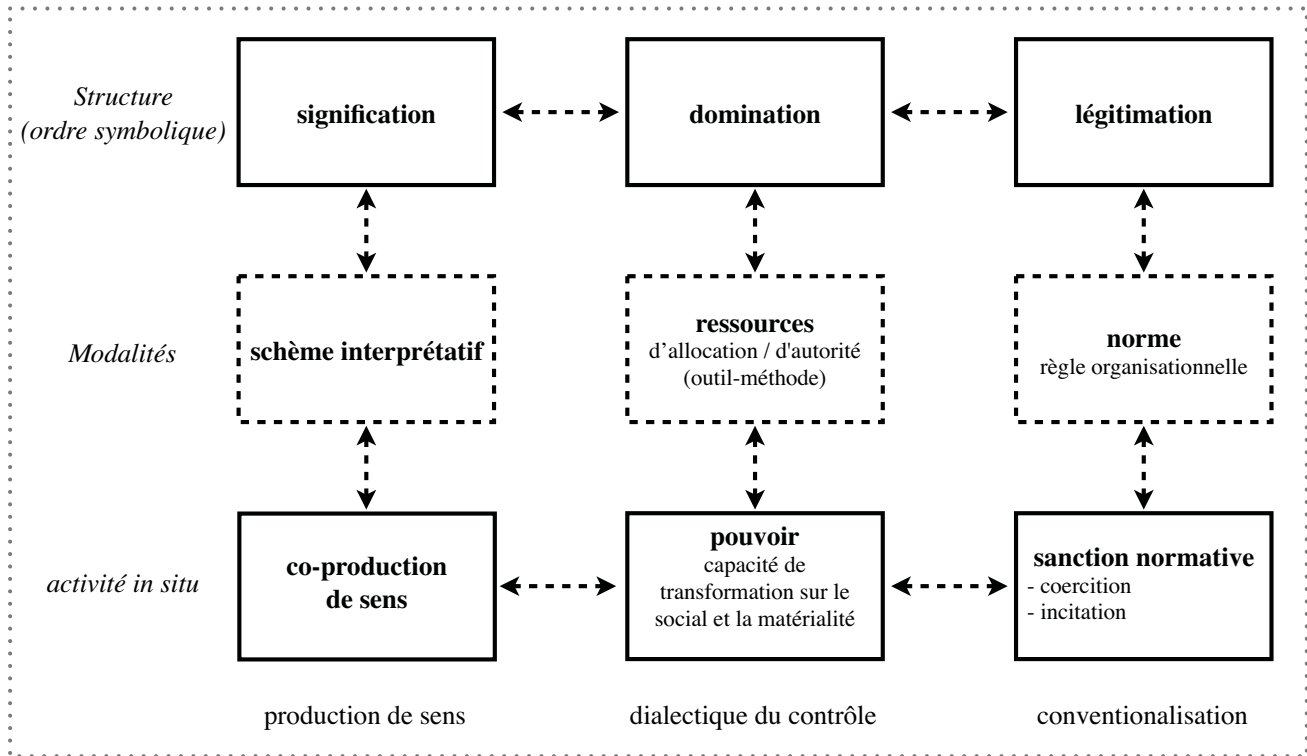 Structure
(ordre symbolique)
signification
domination
légitimation
Modalités
schème interprétatif
ressources
d’allocation / d'autorité
(outil-méthode)
norme
règle organisationnelle
activité in situ
co-production
de sens
pouvoir
capacité de
transformation sur le
social et la matérialité
sanction normative
- coercition
- incitation
production de sens
dialectique du contrôle
conventionalisation